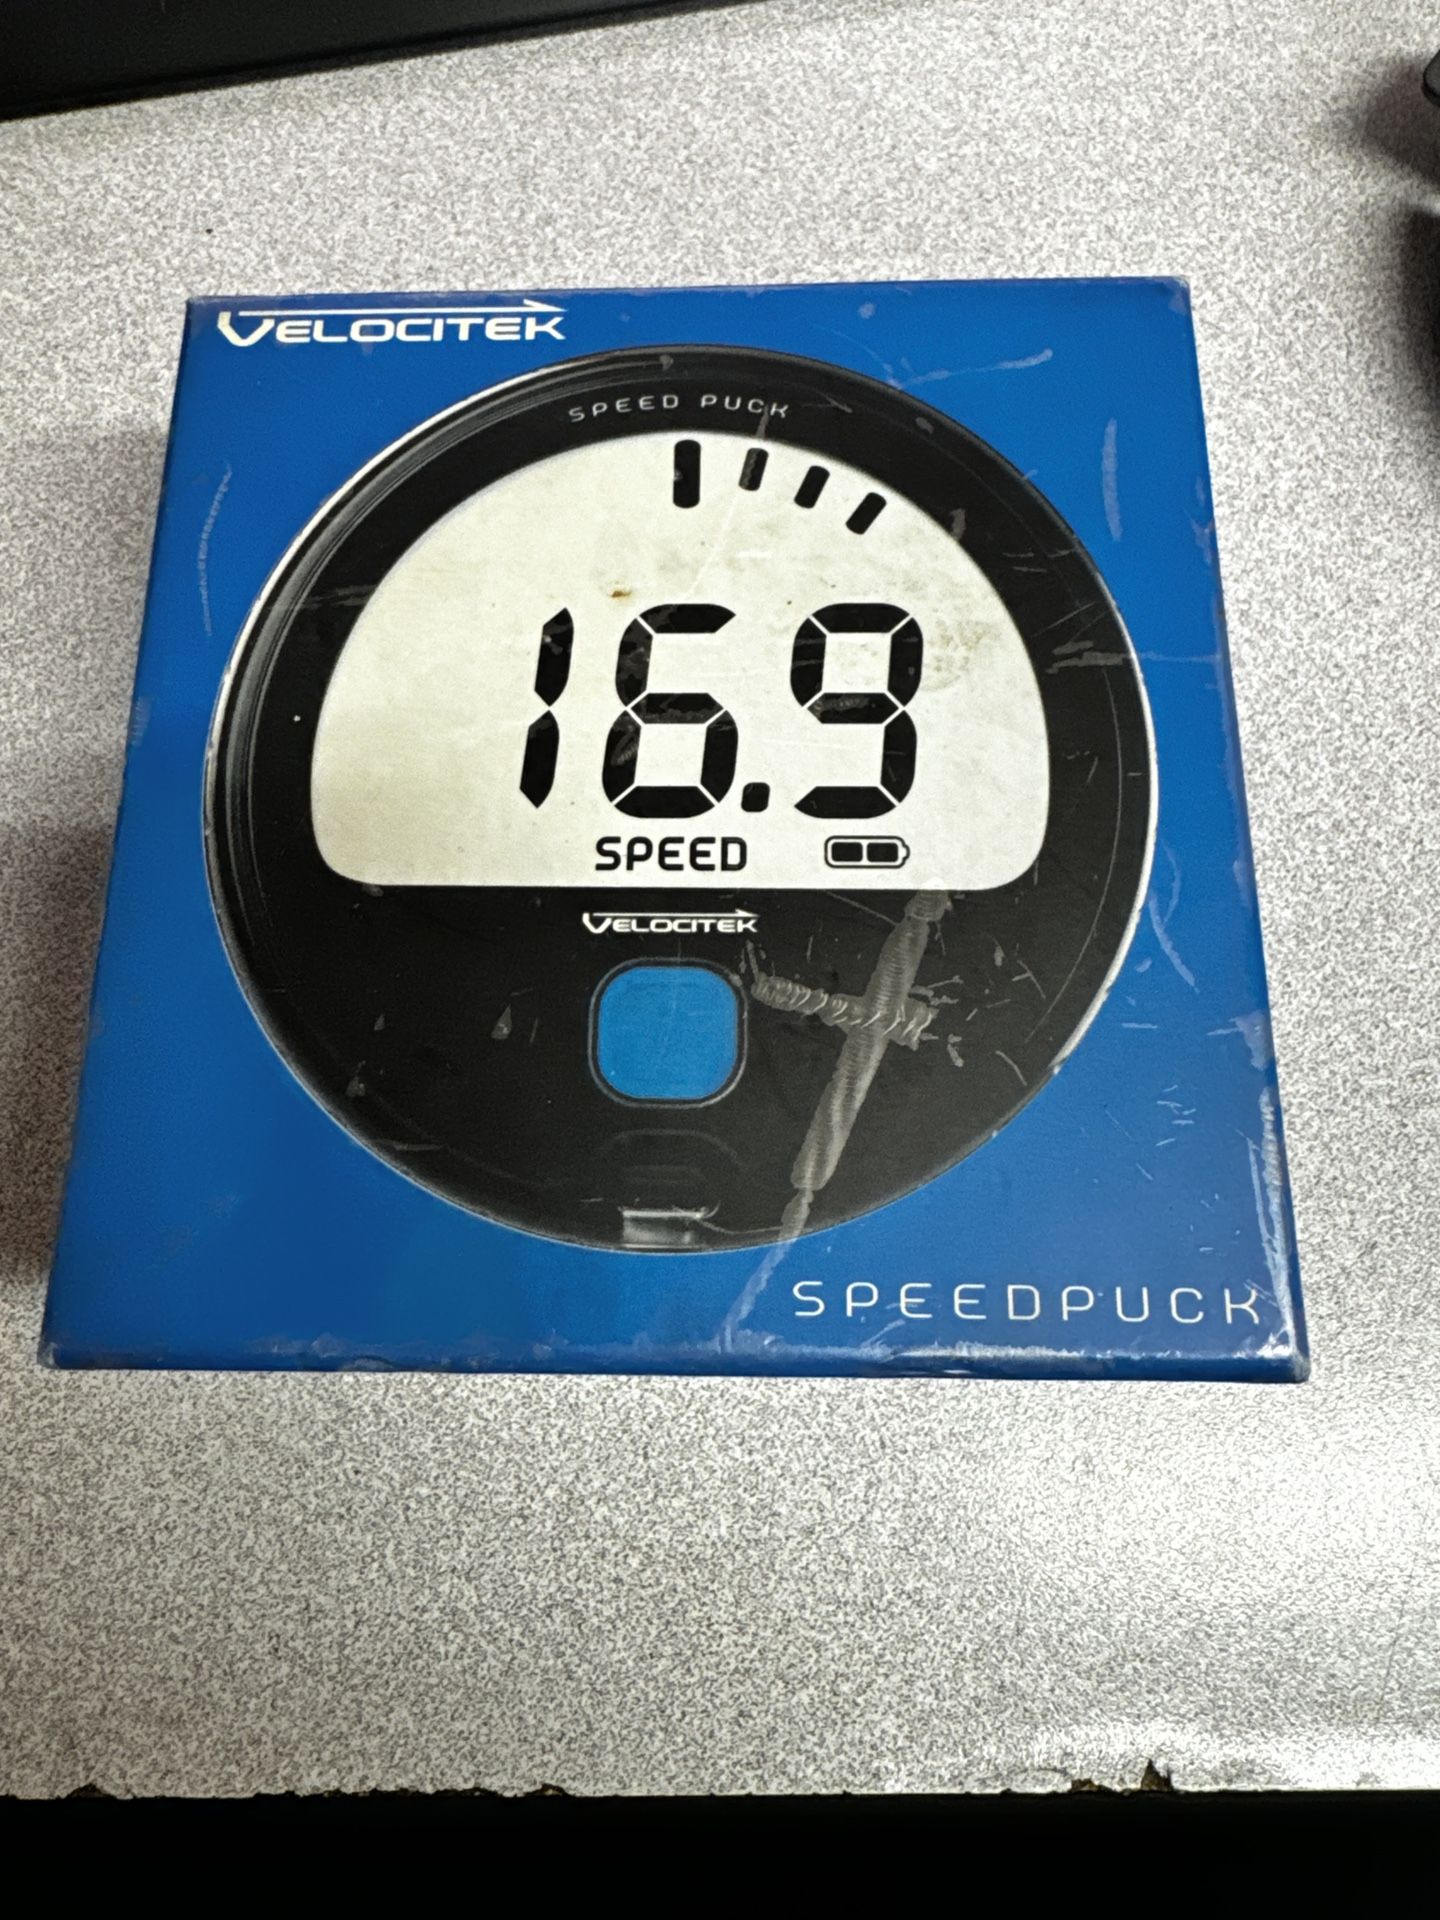 VELOCITEK
SPEED PUCK
16.9
SPEED
VELOCITEK
SPEEDPUCK